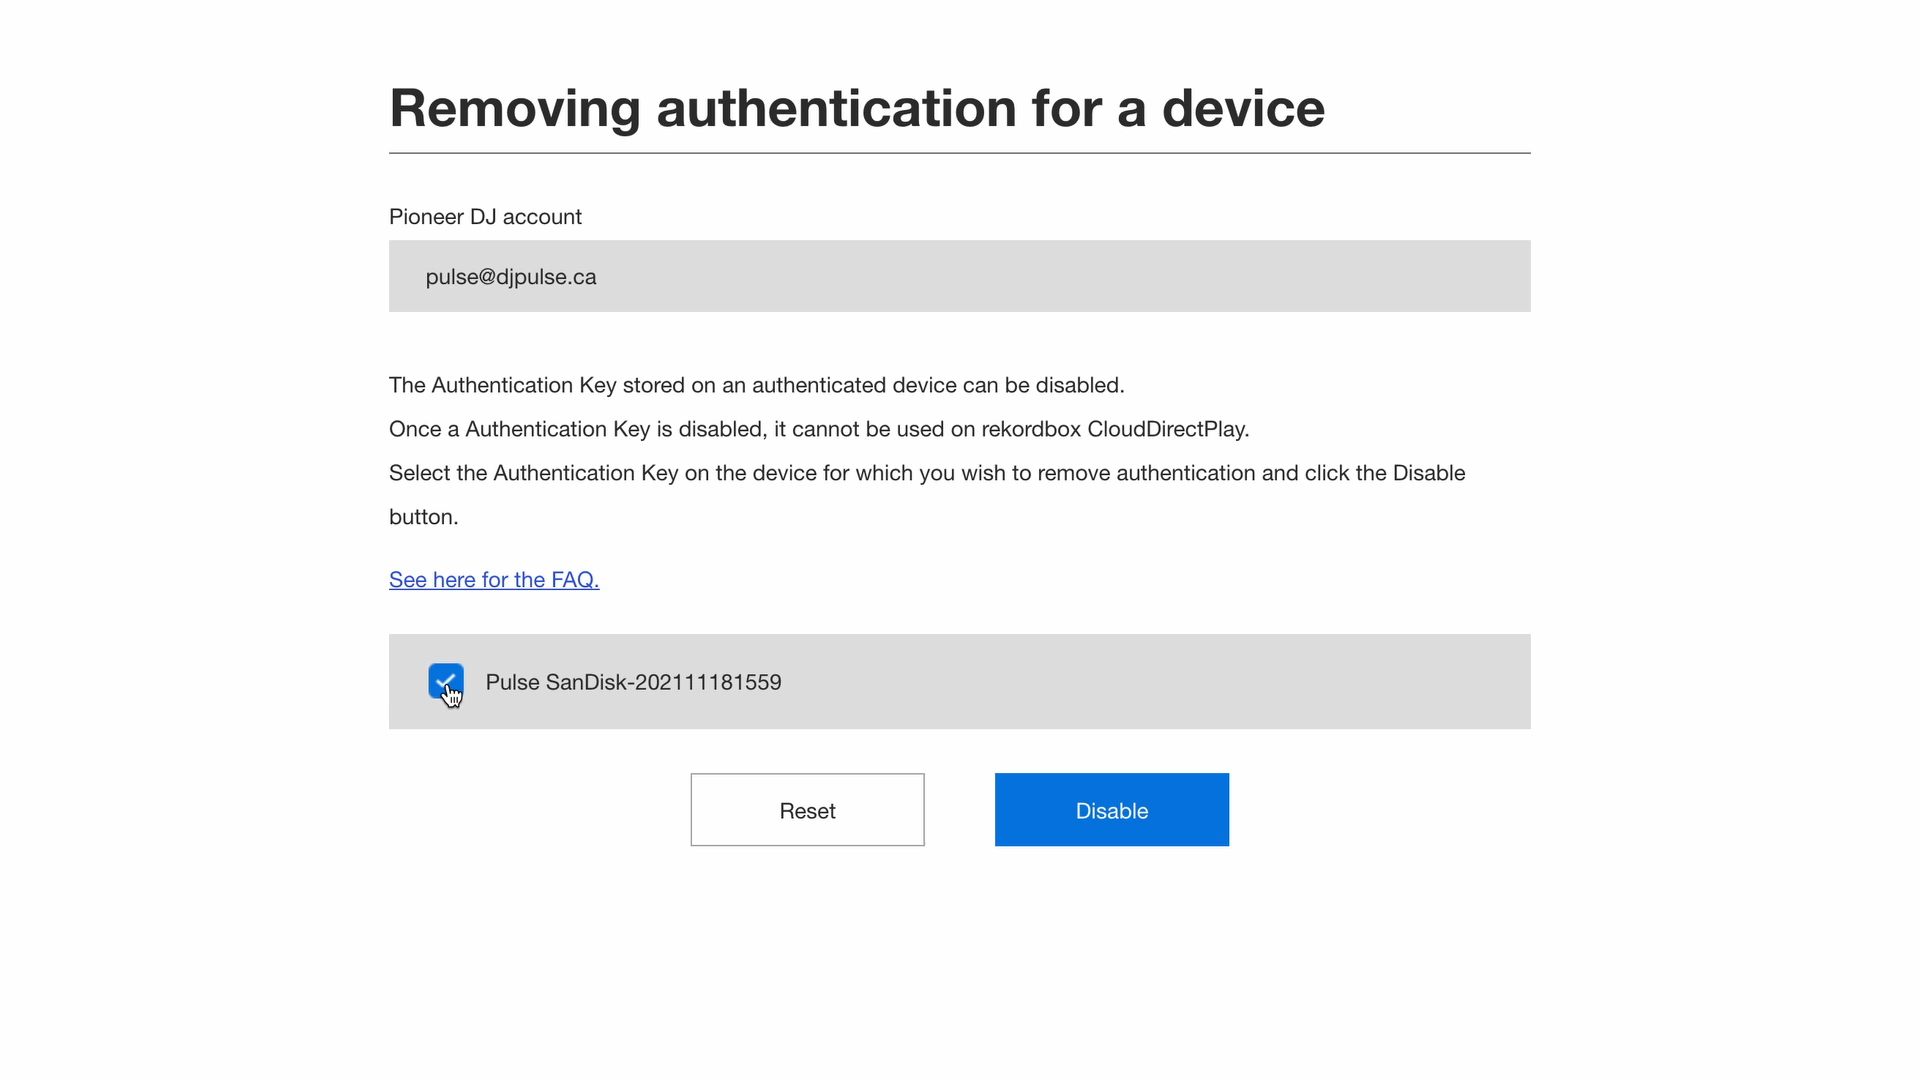 Removing authentication for a device
Pioneer DJ account
pulse@djpulse.ca
The Authentication Key stored on an authenticated device can be disabled.
Once a Authentication Key is disabled, it cannot be used on rekordbox CloudDirectPlay.
Select the Authentication Key on the device for which you wish to remove authentication and click the Disable
button.
See here for the FAQ.
Pulse SanDisk-202111181559
Reset
Disable